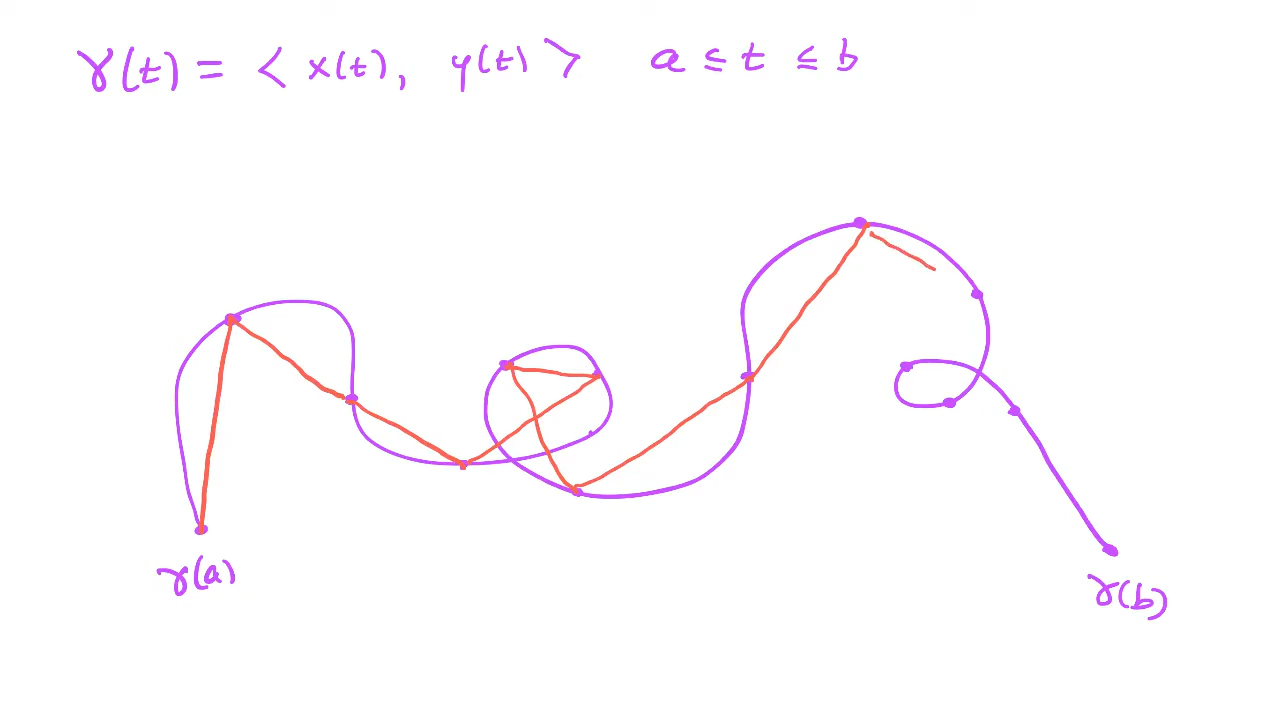 γ(t) = < x(t), y(t) > a ≤ t ≤ b
γ(a)
γ(b)